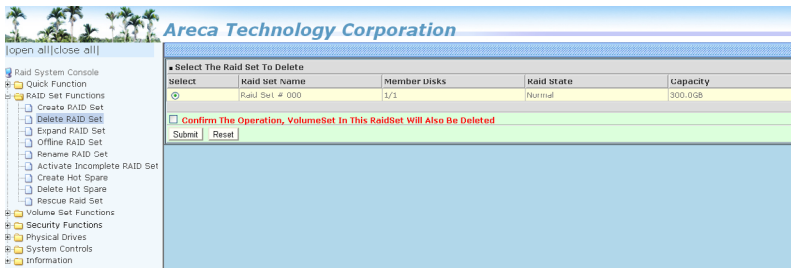 Areca Technology Corporation
|open all|close all|
Raid System Console
Quick Function
RAID Set Functions
Create RAID Set
Delete RAID Set
Expand RAID Set
Offline RAID Set
Rename RAID Set
Activate Incomplete RAID Set
Create Hot Spare
Delete Hot Spare
Rescue Raid Set
Volume Set Functions
Security Functions
Physical Drives
System Controls
Information
Select The Raid Set To Delete
Select Raid Set Name Member Disks Raid State Capacity
Raid Set # 000 1/1 Normal 300.0GB
Confirm The Operation, VolumeSet In This RaidSet Will Also Be Deleted
Submit Reset